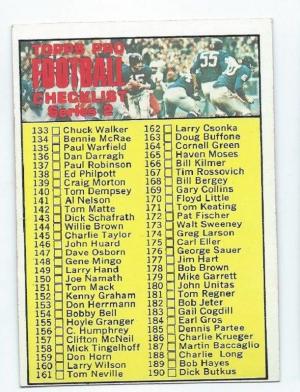 TOPPS PRO
FOOTBALL
CHECKLIST
Series 2
133 Chuck Walker
134 Bennie McRae
135 Paul Warfield
136 Dan Darragh
137 Paul Robinson
138 Ed Philpott
139 Craig Morton
140 Tom Dempsey
141 Al Nelson
142 Tom Matte
143 Dick Schafrath
144 Willie Brown
145 Charlie Taylor
146 John Huard
147 Dave Osborn
148 Gene Mingo
149 Larry Hand
150 Joe Namath
151 Tom Mack
152 Kenny Graham
153 Don Herrmann
154 Bobby Bell
155 Hoyle Granger
156 C. Humphrey
157 Clifton McNeil
158 Mick Tingelhoff
159 Don Horn
160 Larry Wilson
161 Tom Neville
162 Larry Csonka
163 Doug Buffone
164 Cornell Green
165 Haven Moses
166 Bill Kilmer
167 Tim Rossovich
168 Bill Bergey
169 Gary Collins
170 Floyd Little
171 Tom Keating
172 Pat Fischer
173 Walt Sweeney
174 Greg Larson
175 Carl Eller
176 George Sauer
177 Jim Hart
178 Bob Brown
179 Mike Garrett
180 John Unitas
181 Tom Regner
182 Bob Jeter
183 Gail Cogdill
184 Earl Gros
185 Dennis Partee
186 Charlie Krueger
187 Martin Baccaglio
188 Charlie Long
189 Bob Hayes
190 Dick Butkus
55